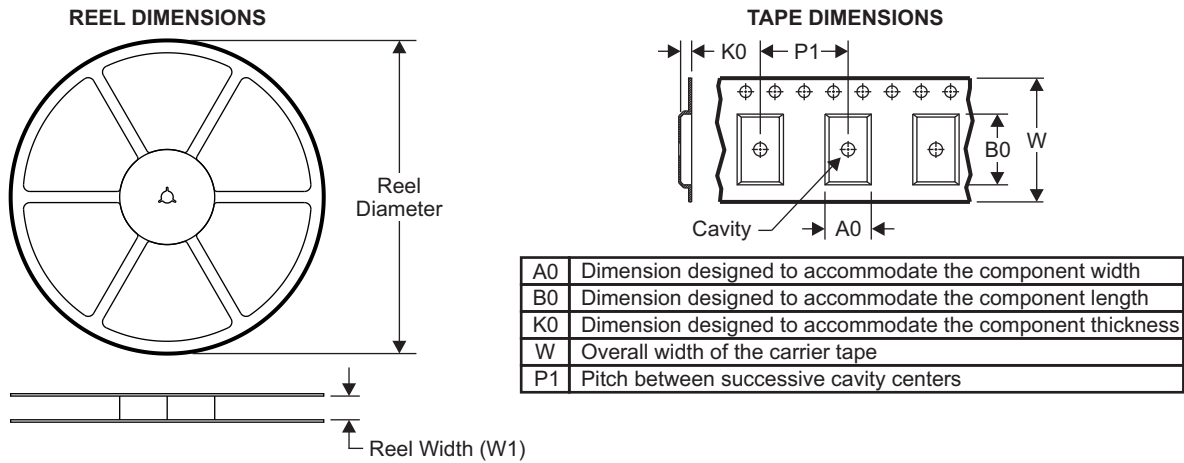 REEL DIMENSIONS
Reel
Diameter
Reel Width (W1)
TAPE DIMENSIONS
K0
P1
B0
W
Cavity
A0
A0 Dimension designed to accommodate the component width
B0 Dimension designed to accommodate the component length
K0 Dimension designed to accommodate the component thickness
W Overall width of the carrier tape
P1 Pitch between successive cavity centers